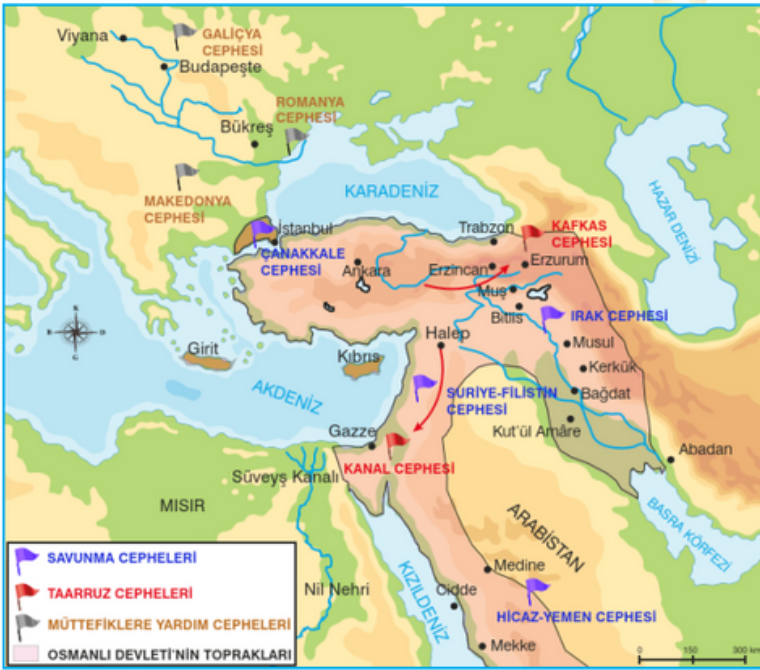 Viyana
GALİÇYA
CEPHESİ
Budapeşte
ROMANYA
CEPHESİ
Bükreş
MAKEDONYA
CEPHESİ
KARADENİZ
HAZAR DENİZİ
İstanbul
ÇANAKKALE
CEPHESİ
Ankara
Trabzon
KAFKAS
CEPHESİ
Erzincan
Erzurum
Muş
Bitlis
IRAK CEPHESİ
K
B
D
G
Girit
Kıbrıs
Halep
Musul
Kerkük
AKDENİZ
SURİYE-FİLİSTİN
CEPHESİ
Bağdat
Kut'ül Amâre
Gazze
KANAL CEPHESİ
Abadan
Süveyş Kanalı
MISIR
BASRA KÖRFEZİ
ARABİSTAN
Nil Nehri
KIZILDENİZ
Medine
Cidde
HİCAZ-YEMEN CEPHESİ
Mekke
SAVUNMA CEPHELERİ
TAARRUZ CEPHELERİ
MÜTTEFİKLERE YARDIM CEPHELERİ
OSMANLI DEVLETİ'NİN TOPRAKLARI
0 150 300 km